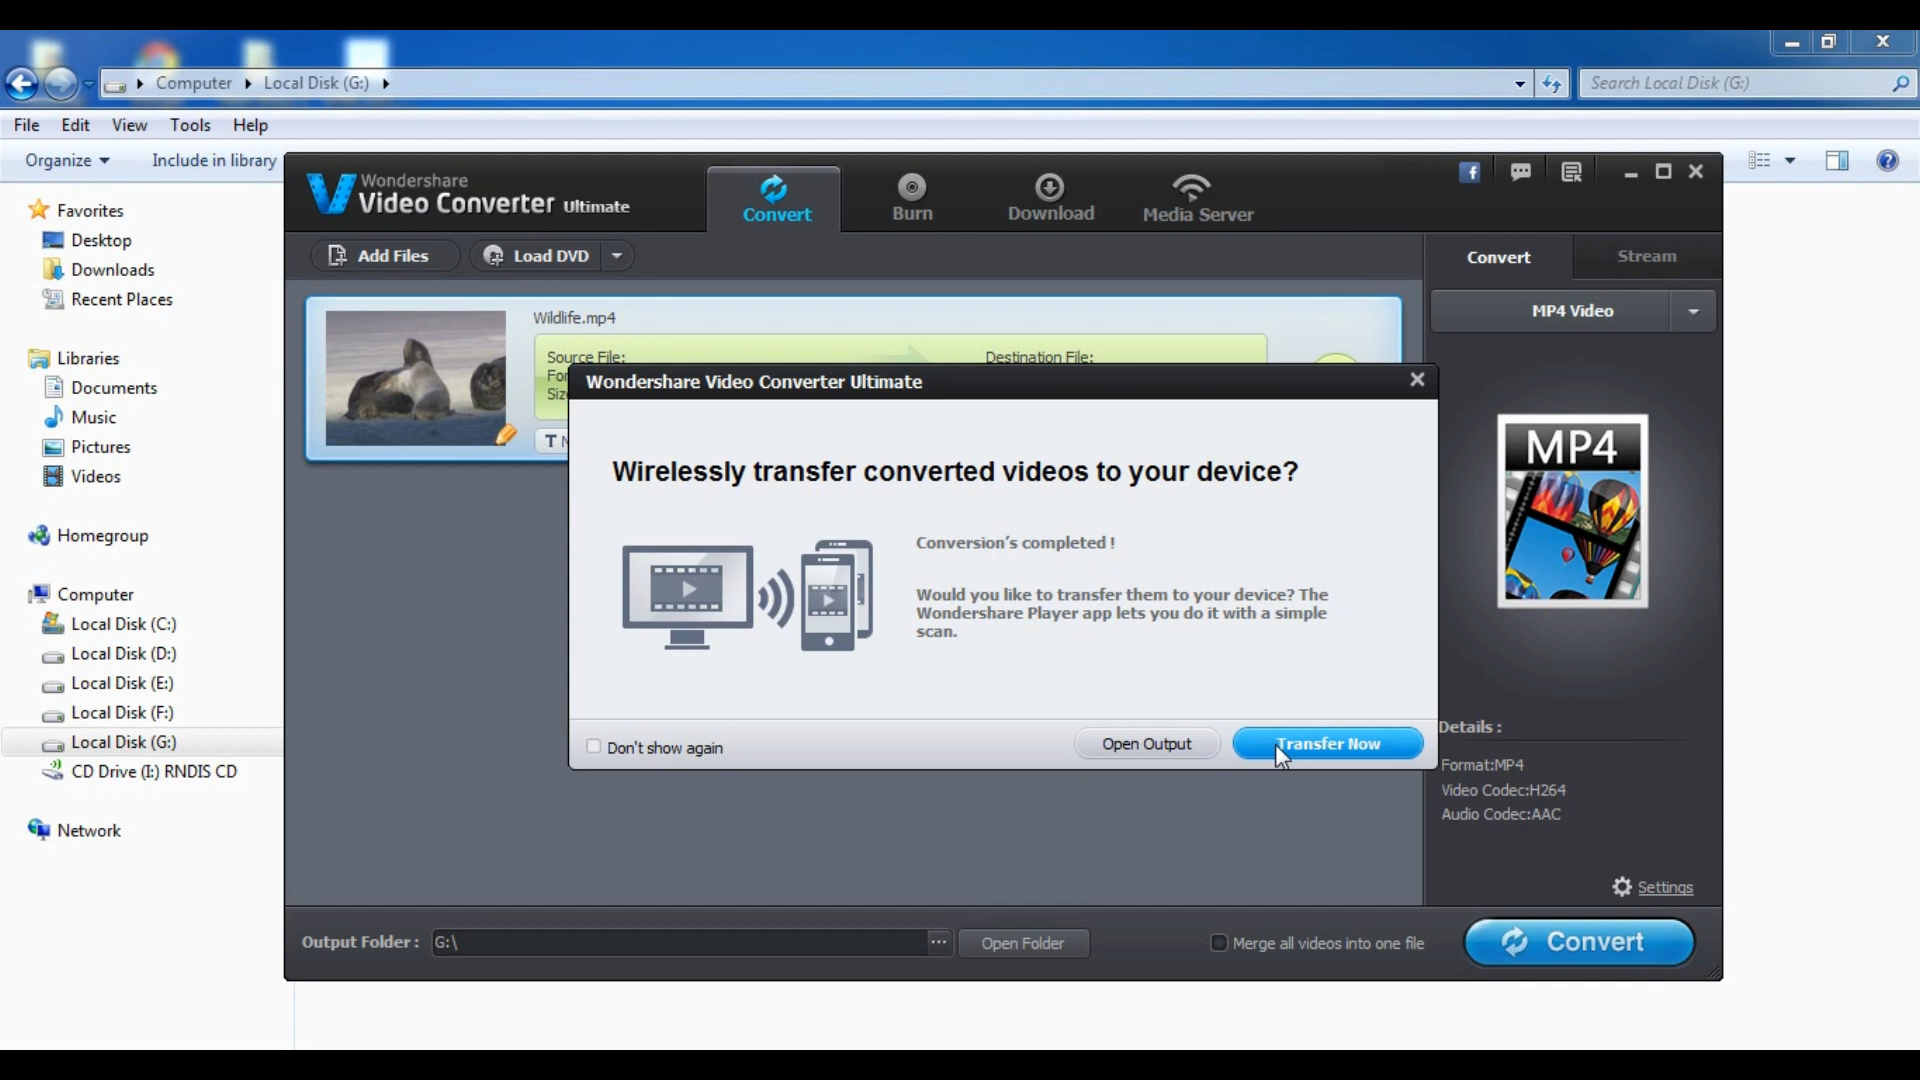 Computer Local Disk (G:)
Search Local Disk (G:)
File Edit View Tools Help
Organize Include in library
Favorites
Desktop
Downloads
Recent Places
Libraries
Documents
Music
Pictures
Videos
Homegroup
Computer
Local Disk (C:)
Local Disk (D:)
Local Disk (E:)
Local Disk (F:)
Local Disk (G:)
CD Drive (I:) RNDIS CD
Network
Wondershare
Video Converter Ultimate
Convert
Burn
Download
Media Server
Add Files
Load DVD
Convert
Stream
MP4 Video
Wildlife.mp4
Source File:
Destination File:
Wondershare Video Converter Ultimate
Wirelessly transfer converted videos to your device?
Conversion's completed !
Would you like to transfer them to your device? The
Wondershare Player app lets you do it with a simple
scan.
Don't show again
Open Output
Transfer Now
MP4
Details :
Format:MP4
Video Codec:H264
Audio Codec:AAC
Settings
Output Folder : G:\
Open Folder
Merge all videos into one file
Convert